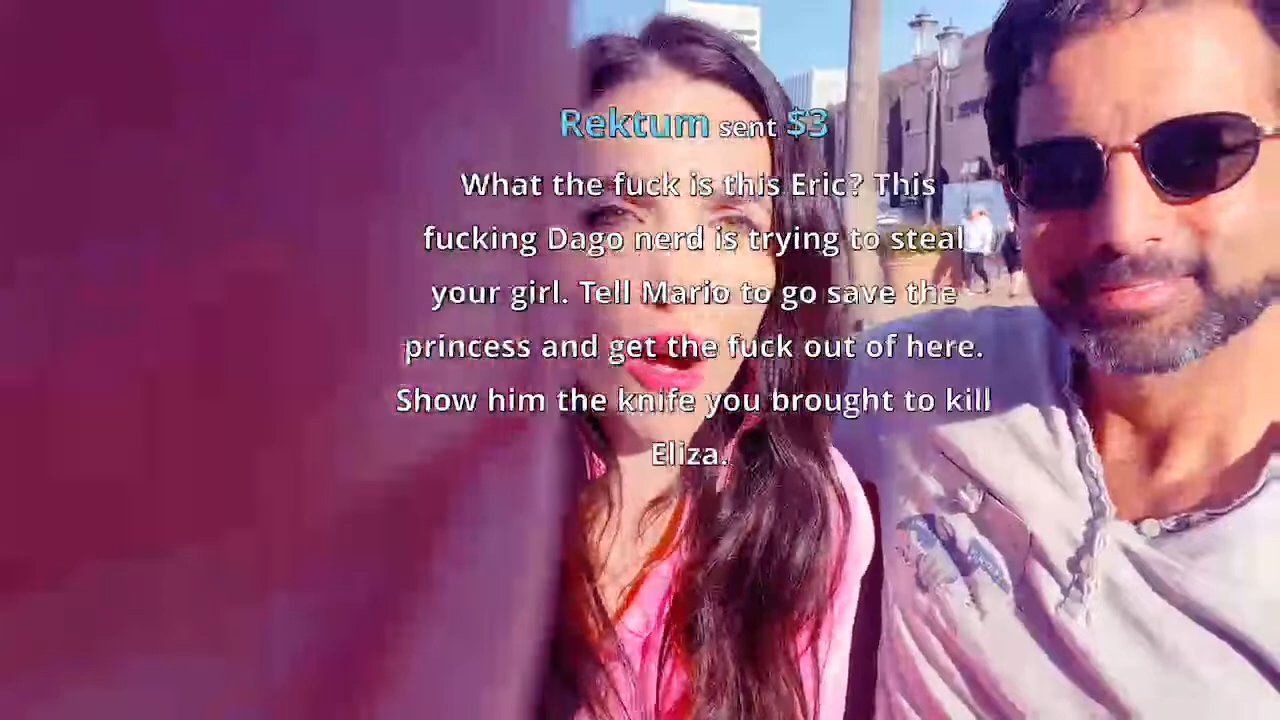 Rektum sent $3
What the fuck is this Eric? This
fucking Dago nerd is trying to steal
your girl. Tell Mario to go save the
princess and get the fuck out of here.
Show him the knife you brought to kill
Eliza.